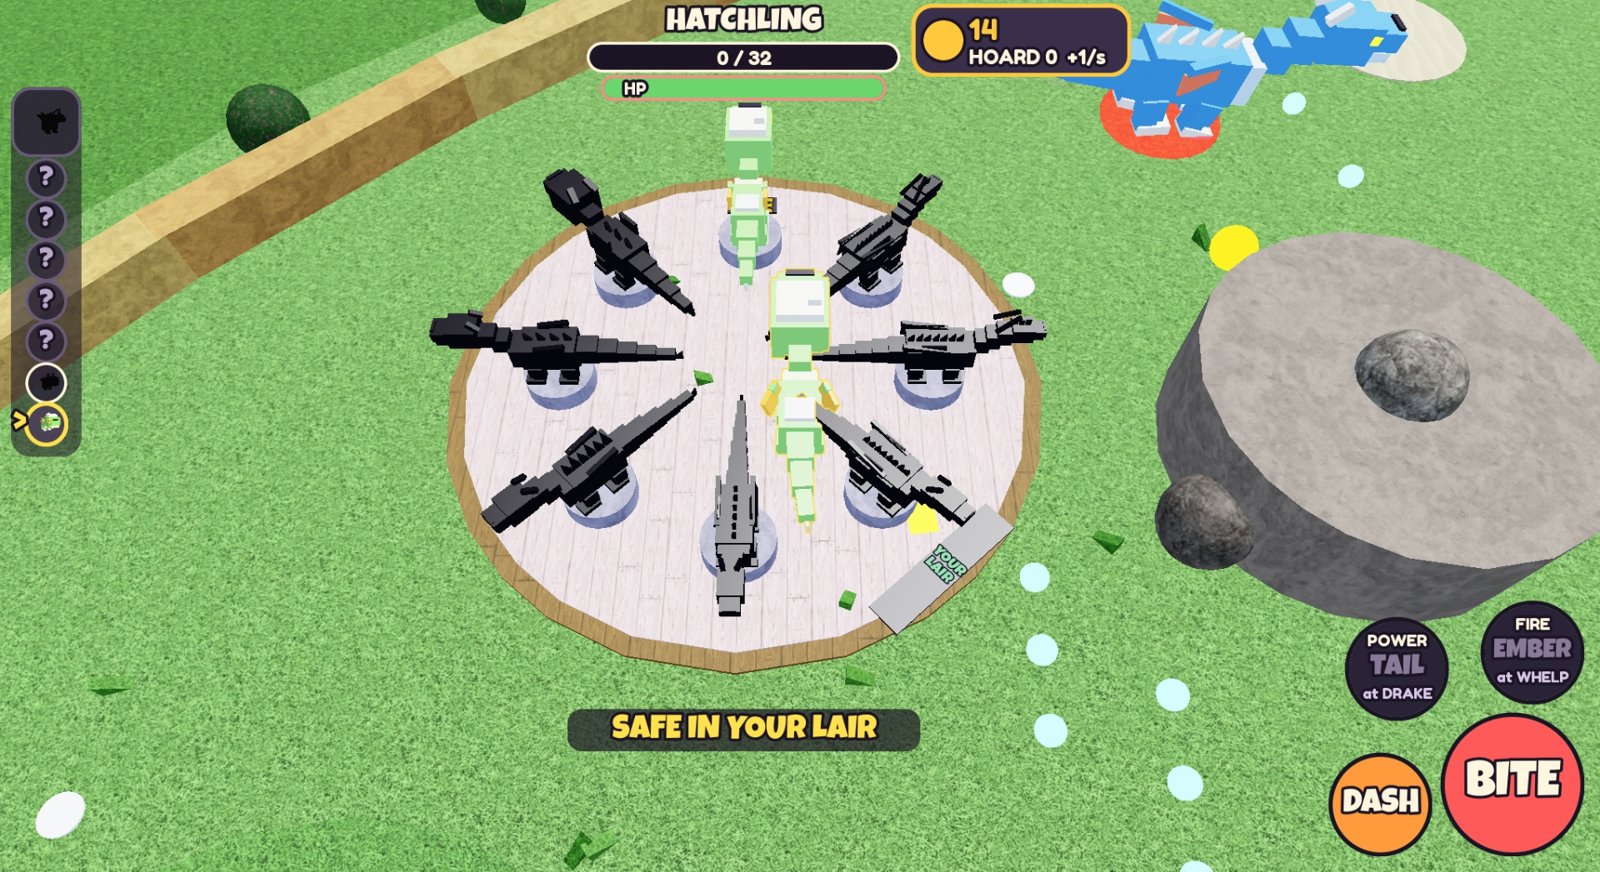 HATCHLING
0 / 32
HP
14
HOARD 0 +1/s
?
?
?
?
?
>
YOUR
LAIR
SAFE IN YOUR LAIR
POWER
TAIL
at DRAKE
FIRE
EMBER
at WHELP
DASH
BITE